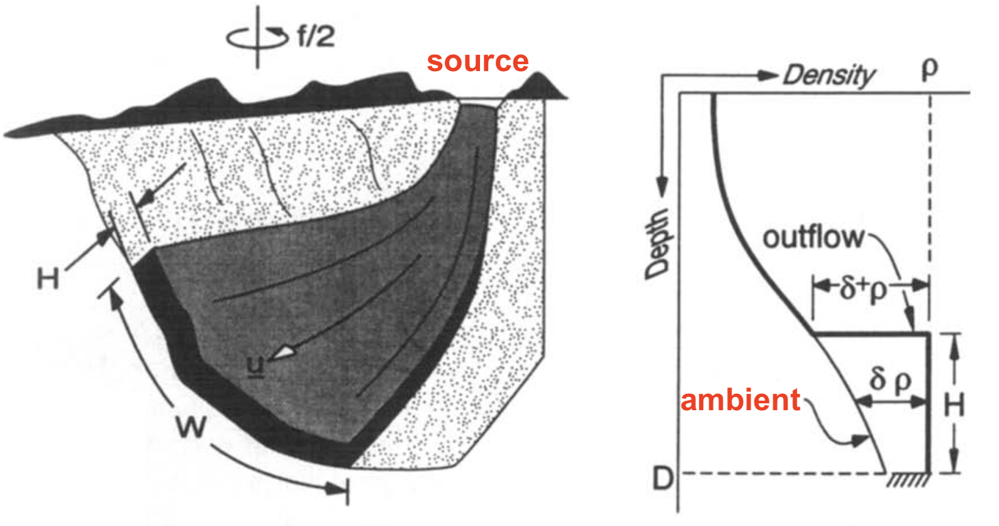 f/2
source
H
u
W
Density
ρ
Depth
outflow
δ⁺ρ
δ ρ
ambient
H
D